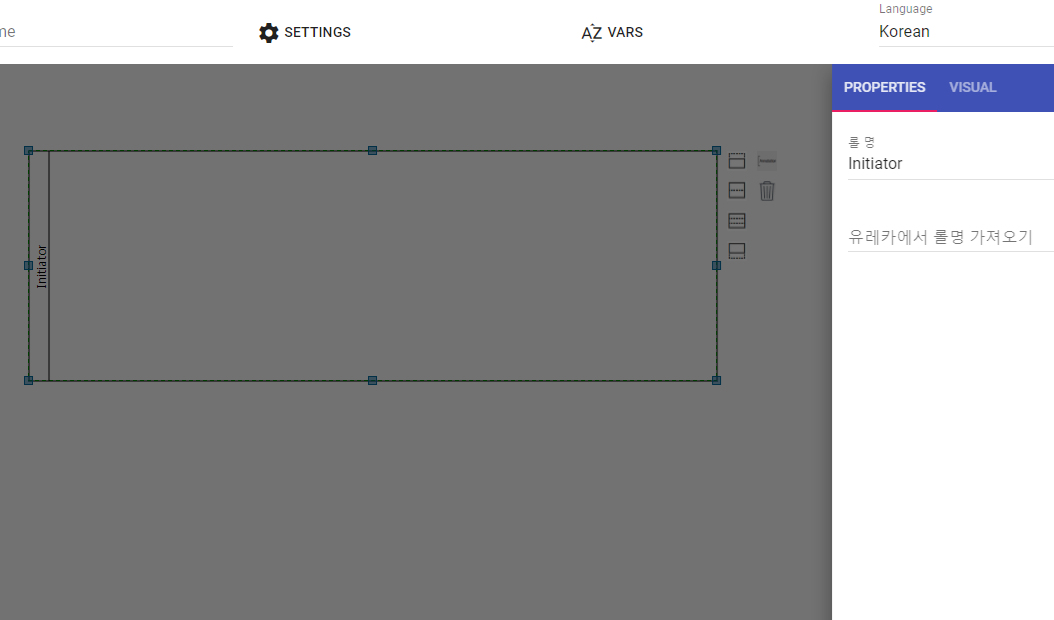 me
SETTINGS
VARS
Language
Korean
PROPERTIES
VISUAL
롤 명
Initiator
유레카에서 롤명 가져오기
Initiator